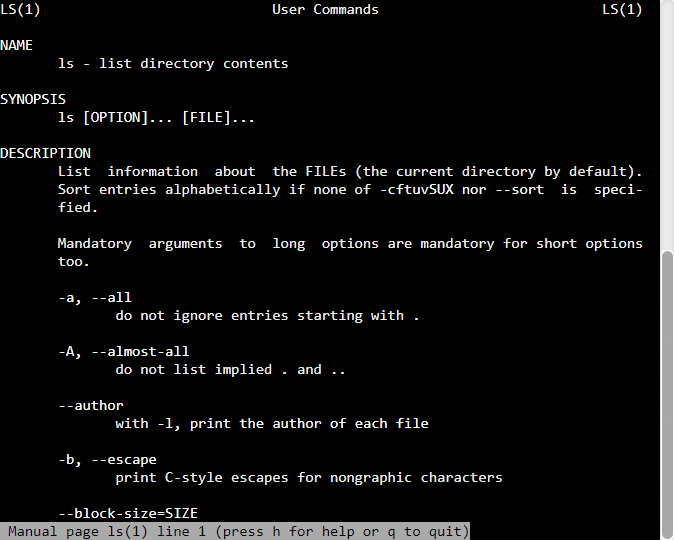 LS(1)                            User Commands                           LS(1)

NAME
       ls - list directory contents

SYNOPSIS
       ls [OPTION]... [FILE]...

DESCRIPTION
       List  information  about  the FILEs (the current directory by default).
       Sort entries alphabetically if none of -cftuvSUX nor --sort  is  speci-
       fied.

       Mandatory  arguments  to  long  options are mandatory for short options
       too.

       -a, --all
              do not ignore entries starting with .

       -A, --almost-all
              do not list implied . and ..

       --author
              with -l, print the author of each file

       -b, --escape
              print C-style escapes for nongraphic characters

       --block-size=SIZE
 Manual page ls(1) line 1 (press h for help or q to quit)